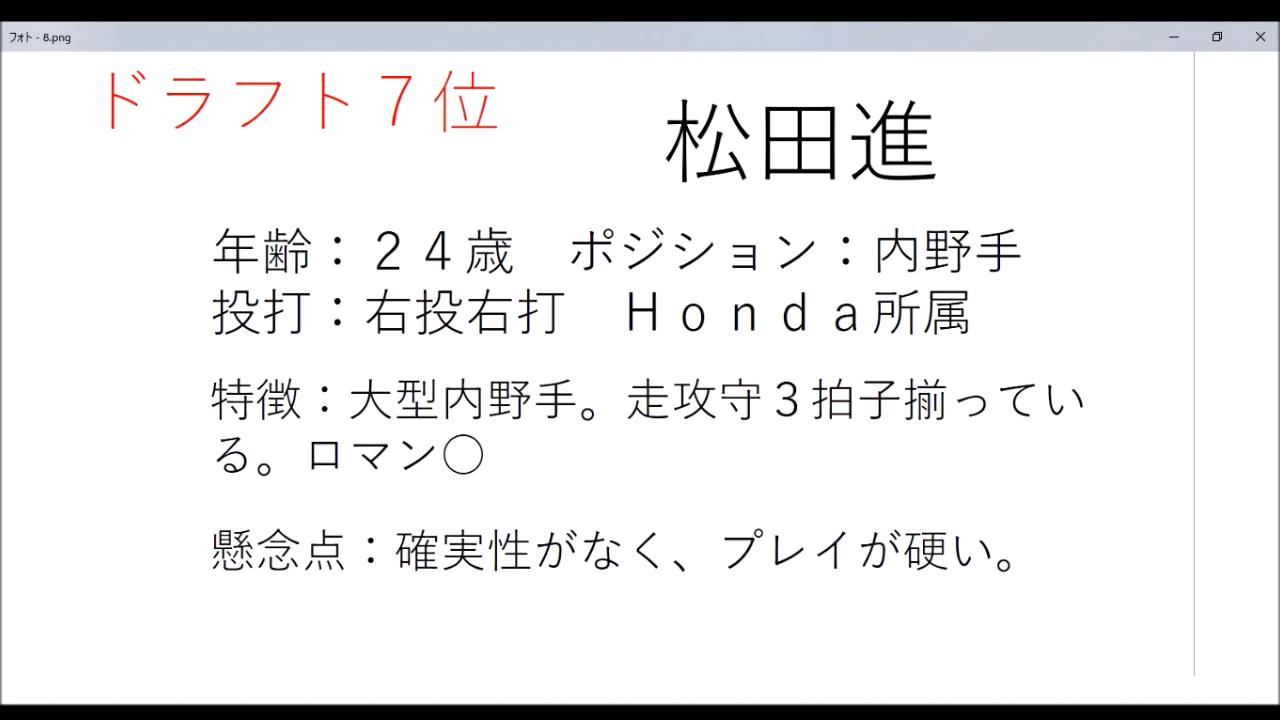 フォト - 8.png
ドラフト７位
松田進
年齢：２４歳　ポジション：内野手
投打：右投右打　Ｈｏｎｄａ所属
特徴：大型内野手。走攻守３拍子揃ってい
る。ロマン〇
懸念点：確実性がなく、プレイが硬い。